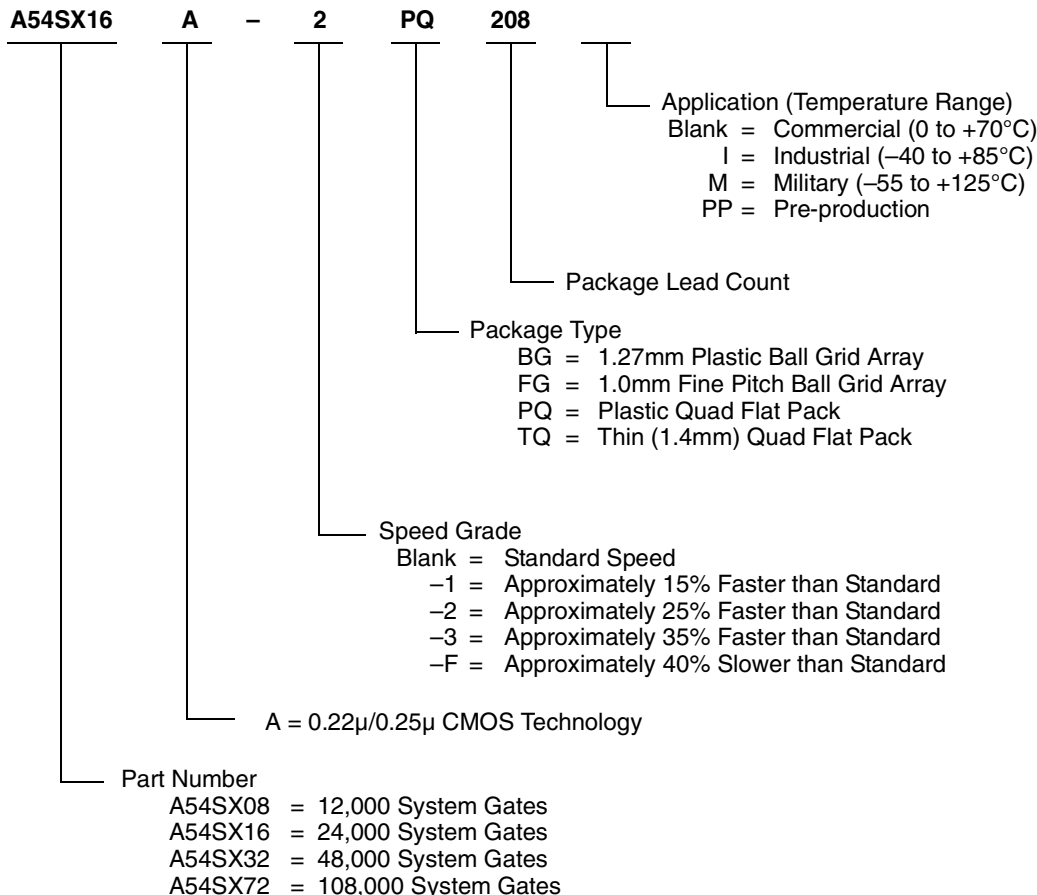 A54SX16 A – 2 PQ 208
Application (Temperature Range)
Blank = Commercial (0 to +70°C)
I = Industrial (–40 to +85°C)
M = Military (–55 to +125°C)
PP = Pre-production
Package Lead Count
Package Type
BG = 1.27mm Plastic Ball Grid Array
FG = 1.0mm Fine Pitch Ball Grid Array
PQ = Plastic Quad Flat Pack
TQ = Thin (1.4mm) Quad Flat Pack
Speed Grade
Blank = Standard Speed
–1 = Approximately 15% Faster than Standard
–2 = Approximately 25% Faster than Standard
–3 = Approximately 35% Faster than Standard
–F = Approximately 40% Slower than Standard
A = 0.22µ/0.25µ CMOS Technology
Part Number
A54SX08 = 12,000 System Gates
A54SX16 = 24,000 System Gates
A54SX32 = 48,000 System Gates
A54SX72 = 108,000 System Gates